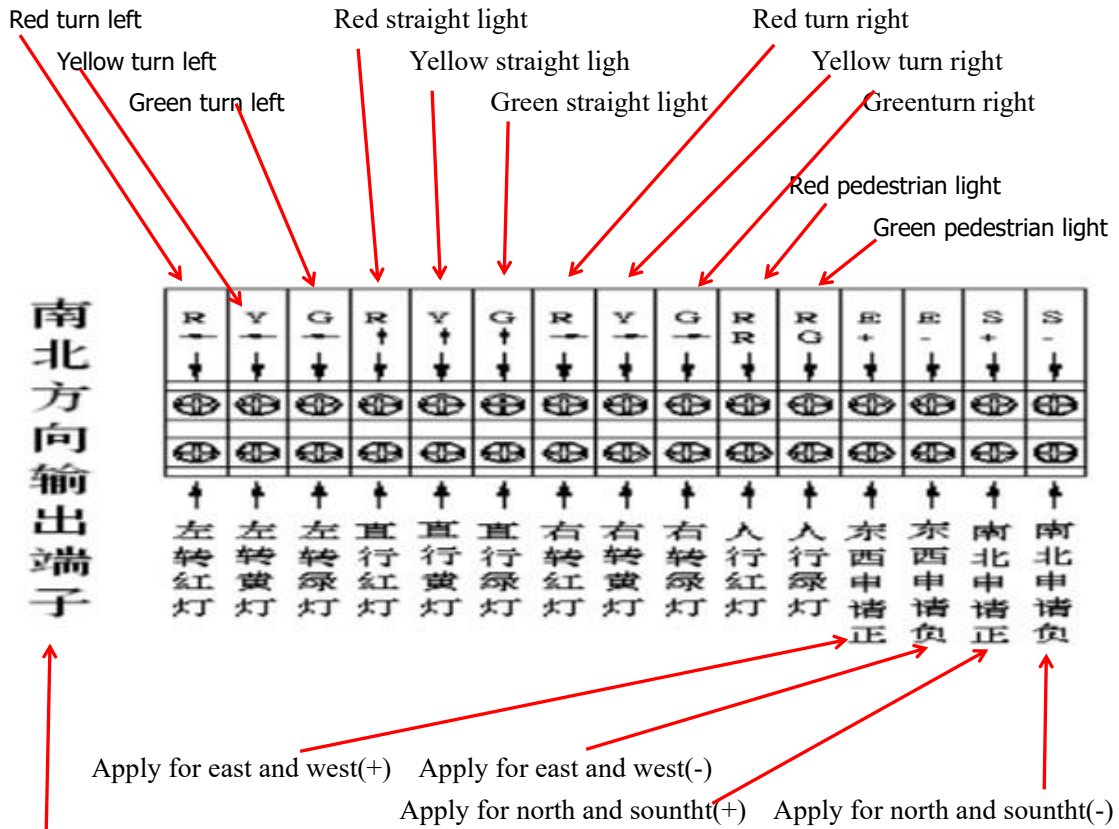 Red turn left
Red straight light
Red turn right
Yellow turn left
Yellow straight ligh
Yellow turn right
Green turn left
Green straight light
Greenturn right
Red pedestrian light
Green pedestrian light
南北方向输出端子
R Y G R Y G R Y G R R E E S S
R G + - + -
左转红灯
左转黄灯
左转绿灯
直行红灯
直行黄灯
直行绿灯
右转红灯
右转黄灯
右转绿灯
人行红灯
人行绿灯
东西申诸正
东西申诸负
南北申诸正
南北申诸负
Apply for east and west(+)
Apply for east and west(-)
Apply for north and sountht(+)
Apply for north and sountht(-)